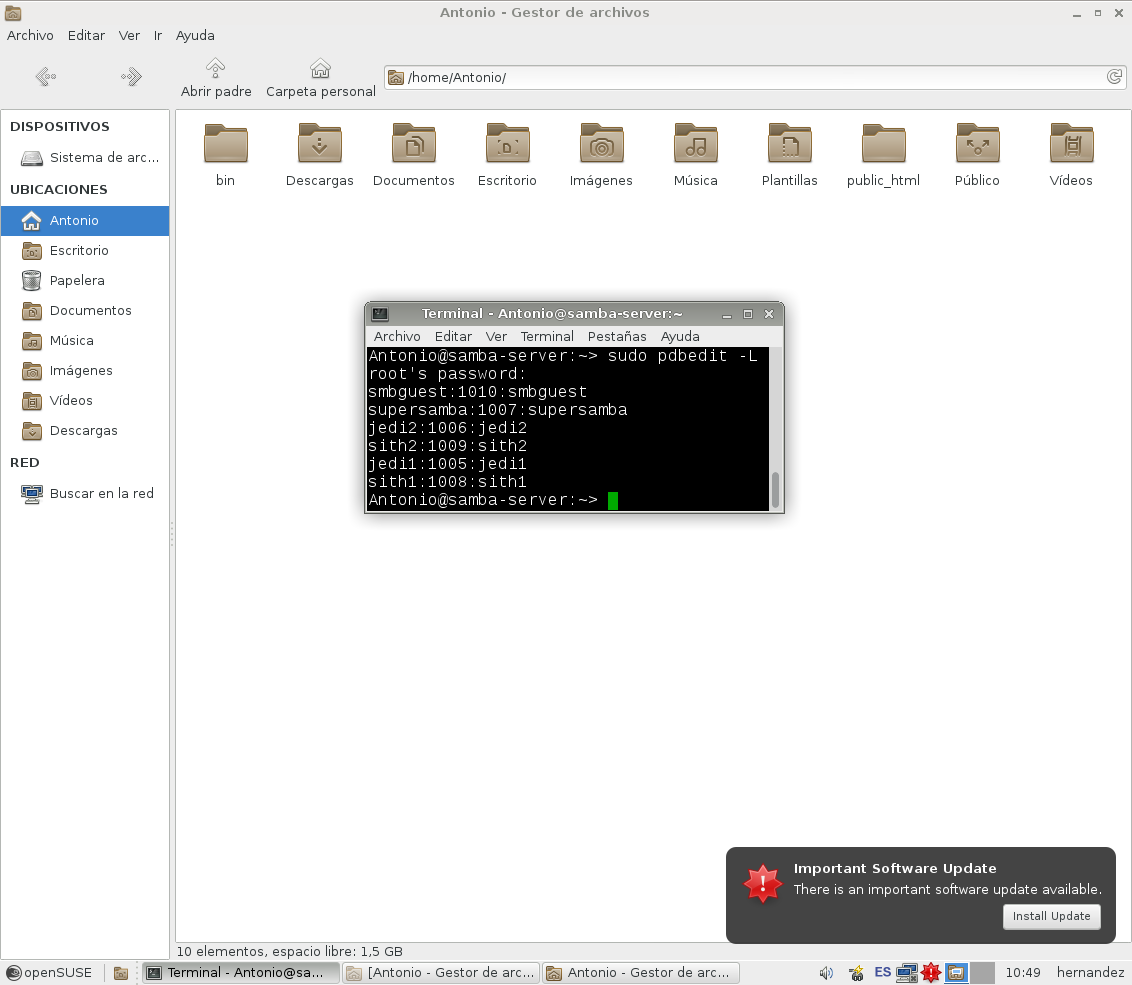 Antonio - Gestor de archivos
Archivo Editar Ver Ir Ayuda
Abrir padre Carpeta personal /home/Antonio/
DISPOSITIVOS
Sistema de arc...
UBICACIONES
Antonio
Escritorio
Papelera
Documentos
Música
Imágenes
Vídeos
Descargas
RED
Buscar en la red
bin Descargas Documentos Escritorio Imágenes Música Plantillas public_html Público Vídeos
Terminal - Antonio@samba-server:~
Archivo Editar Ver Terminal Pestañas Ayuda
Antonio@samba-server:~> sudo pdbedit -L
root's password:
smbguest:1010:smbguest
supersamba:1007:supersamba
jedi2:1006:jedi2
sith2:1009:sith2
jedi1:1005:jedi1
sith1:1008:sith1
Antonio@samba-server:~>
Important Software Update
There is an important software update available.
Install Update
10 elementos, espacio libre: 1,5 GB
openSUSE Terminal - Antonio@sa... [Antonio - Gestor de arc... Antonio - Gestor de arc... ES 10:49 hernandez